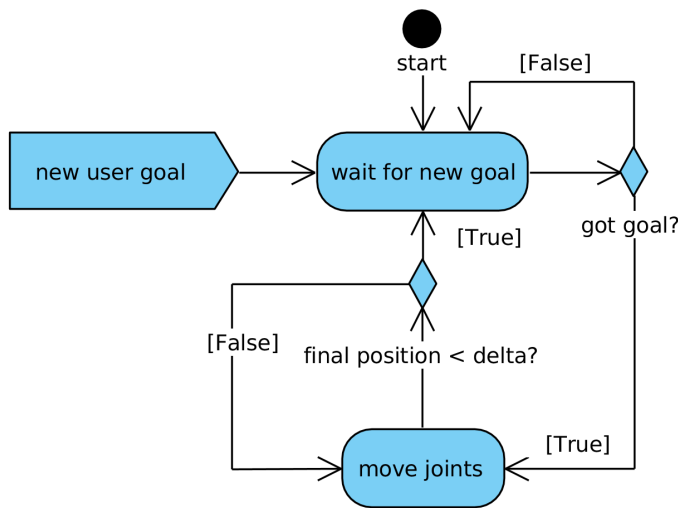 start
[False]
new user goal
wait for new goal
got goal?
[True]
[False]
final position < delta?
[True]
move joints